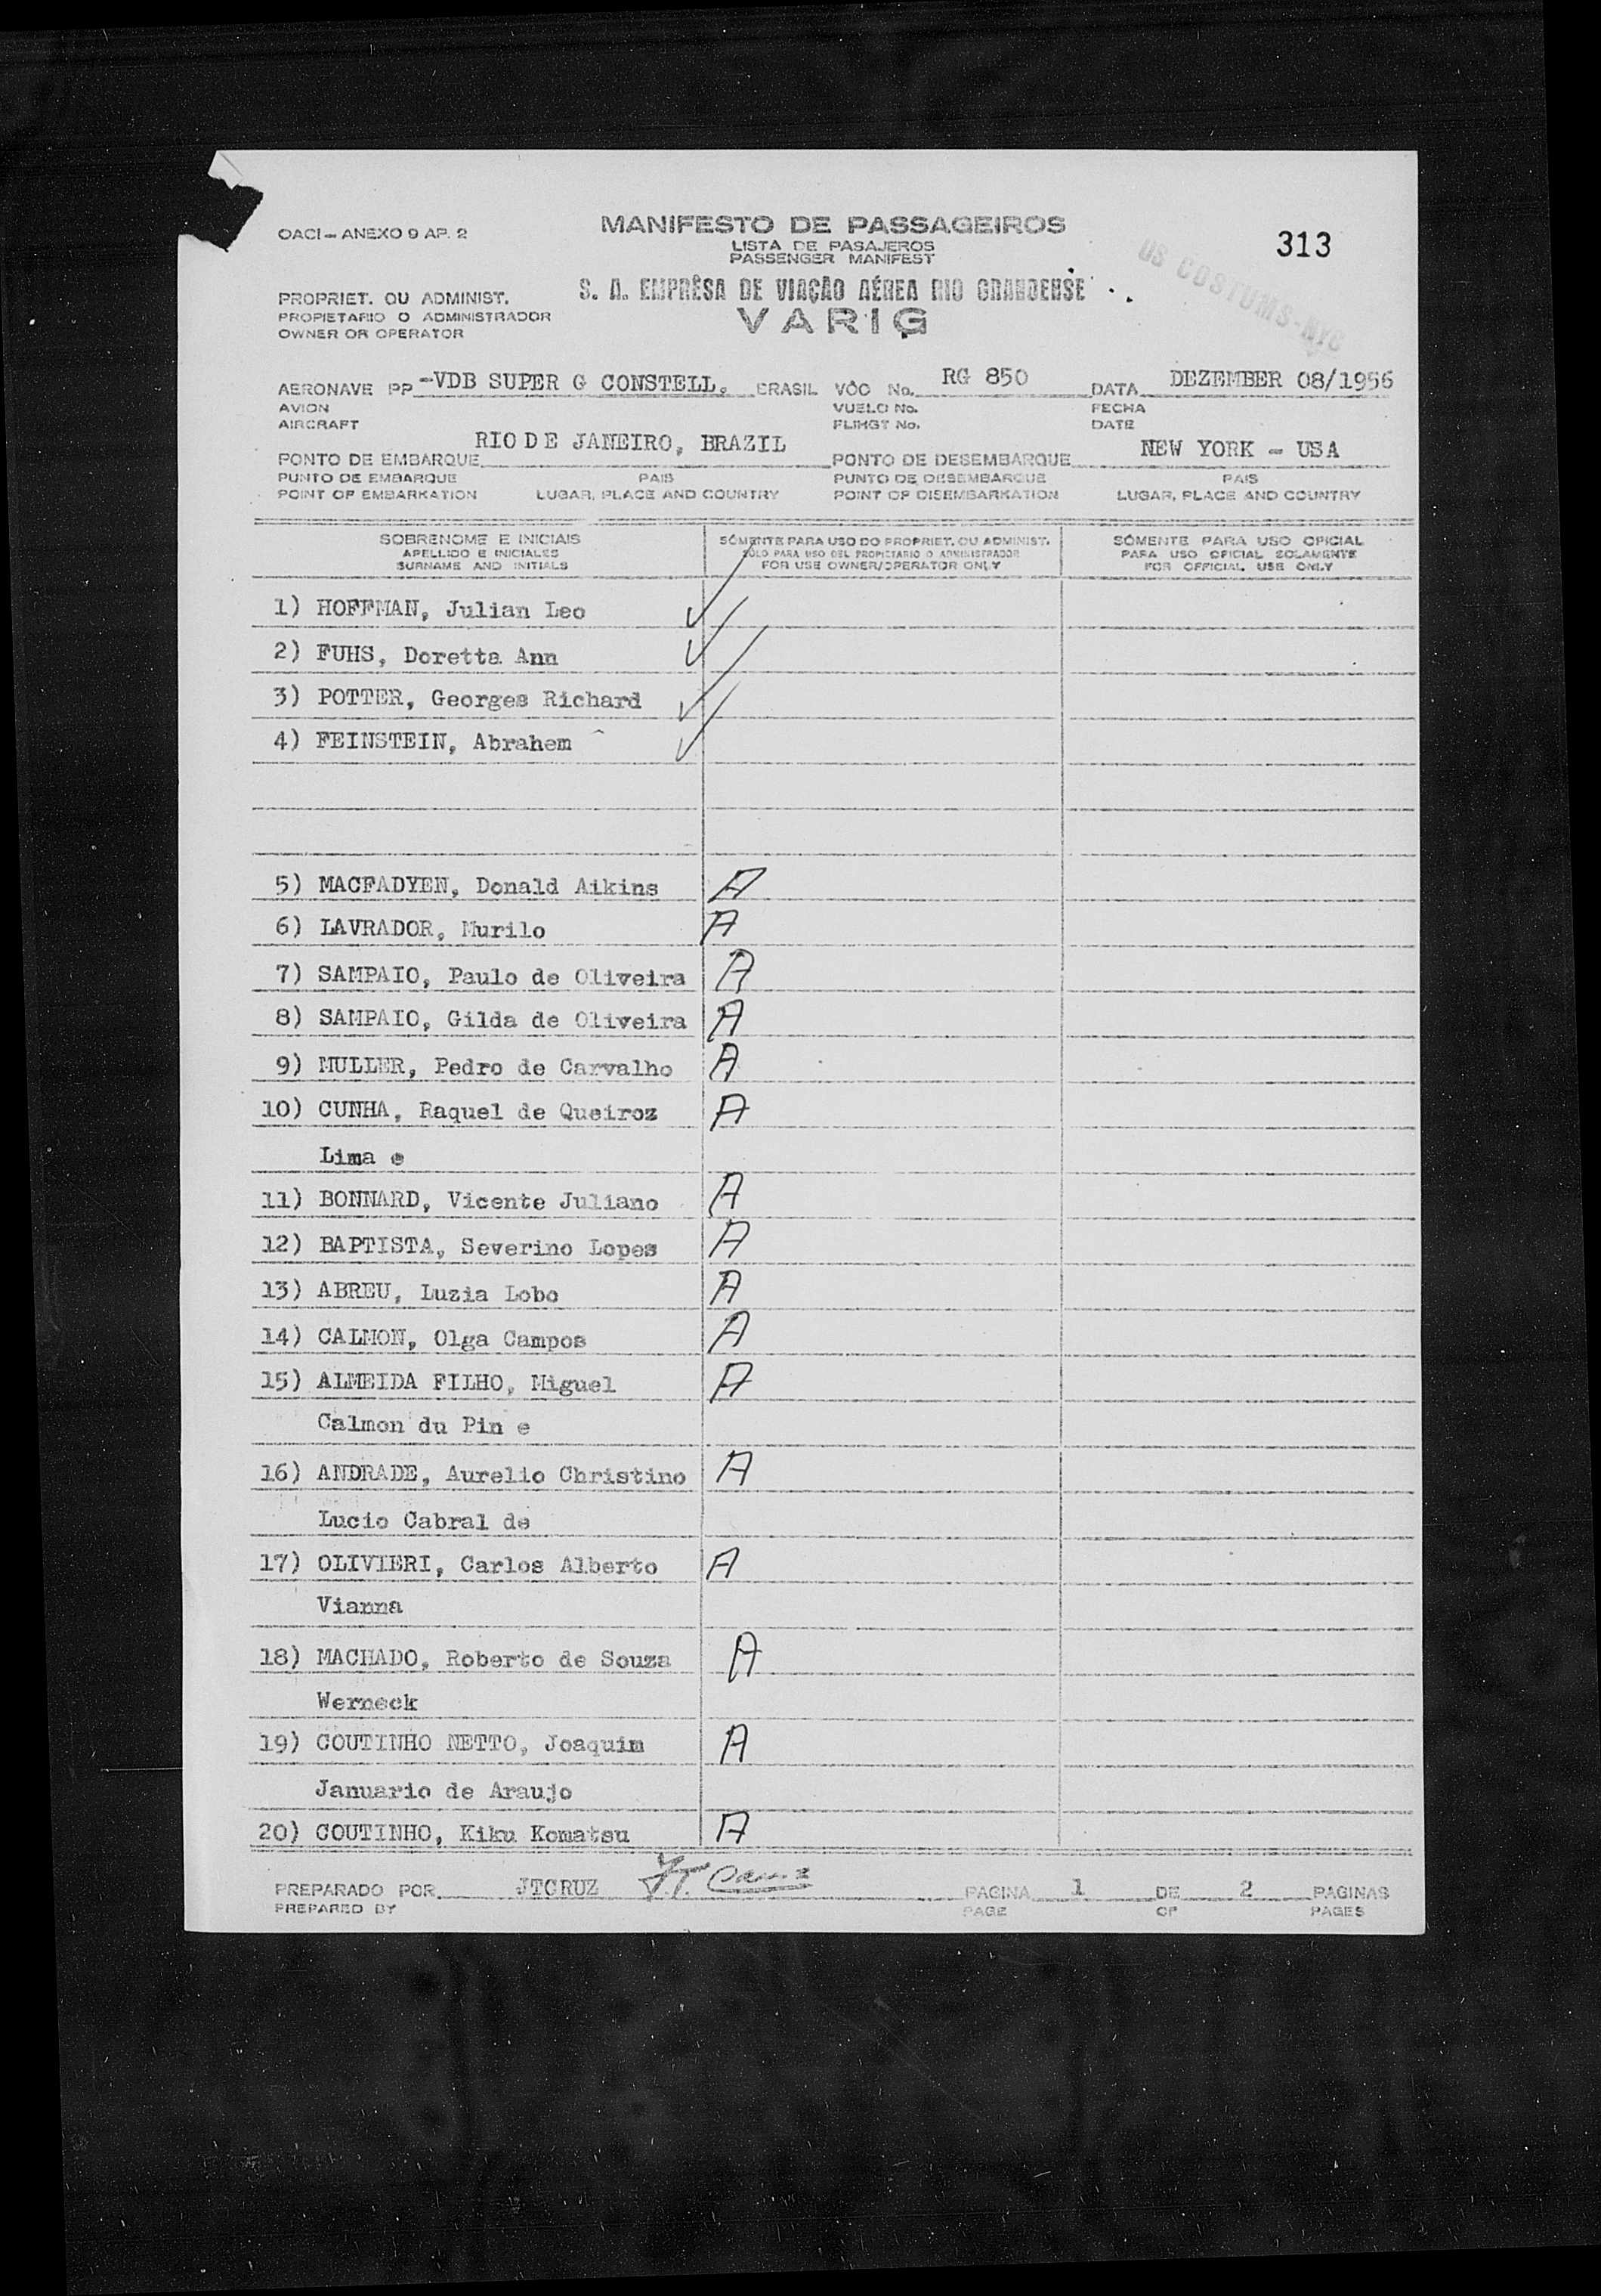 OACI — ANEXO 9 AP. 2
MANIFESTO DE PASSAGEIROS
LISTA DE PASAJEROS
PASSENGER MANIFEST
313
US COSTUMS-NYC
S. A. EMPRÊSA DE VIAÇÃO AÉREA RIO GRANDENSE
VARIG
PROPRIET. OU ADMINIST.
PROPIETARIO O ADMINISTRADOR
OWNER OR OPERATOR
AERONAVE PP -VDB SUPER G CONSTELL. BRASIL VÔO No. RG 850 DATA DEZEMBER 08/1956
AVION VUELO No. FECHA
AIRCRAFT FLIHGT No. DATE
PONTO DE EMBARQUE RIO DE JANEIRO, BRAZIL PONTO DE DESEMBARQUE NEW YORK - USA
PUNTO DE EMBARQUE PAIS PUNTO DE DESEMBARQUE PAIS
POINT OF EMBARKATION LUGAR, PLACE AND COUNTRY POINT OF DISEMBARKATION LUGAR, PLACE AND COUNTRY
SOBRENOME E INICIAIS SÒMENTE PARA USO DO PROPRIET. OU ADMINIST. SÒMENTE PARA USO OFICIAL
APELLIDO E INICIALES SÓLO PARA USO DEL PROPIETARIO O ADMINISTRADOR PARA USO OFICIAL SOLAMENTE
SURNAME AND INITIALS FOR USE OWNER/OPERATOR ONLY FOR OFFICIAL USE ONLY
1) HOFFMAN, Julian Leo ✓
2) FUHS, Doretta Ann ✓
3) POTTER, Georges Richard ✓
4) FEINSTEIN, Abrahem ✓
5) MACFADYEN, Donald Aikins A
6) LAVRADOR, Murilo A
7) SAMPAIO, Paulo de Oliveira A
8) SAMPAIO, Gilda de Oliveira A
9) MULLER, Pedro de Carvalho A
10) CUNHA, Raquel de Queiroz A
Lima e
11) BONNARD, Vicente Juliano A
12) BAPTISTA, Severino Lopes A
13) ABREU, Luzia Lobo A
14) CALMON, Olga Campos A
15) ALMEIDA FILHO, Miguel A
Calmon du Pin e
16) ANDRADE, Aurelio Christino A
Lucio Cabral de
17) OLIVIERI, Carlos Alberto A
Vianna
18) MACHADO, Roberto de Souza A
Werneck
19) COUTINHO NETTO, Joaquim A
Januario de Araujo
20) COUTINHO, Kiku Komatsu A
PREPARADO POR JTCRUZ J.T. Cruz PAGINA 1 DE 2 PAGINAS
PREPARED BY PAGE OF PAGES